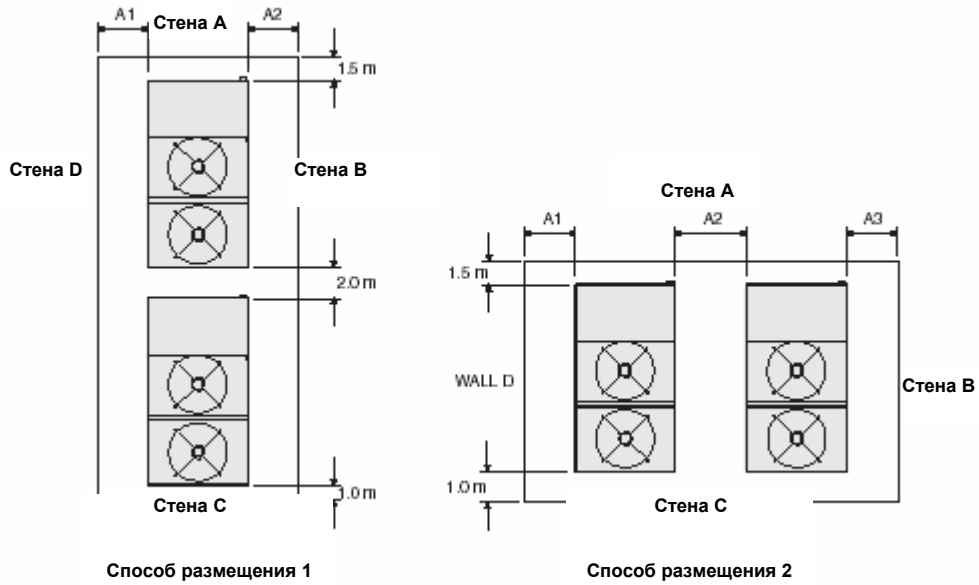 A1
Стена A
A2
1.5 m
Стена D
Стена B
2.0 m
1.0 m
Стена C
Способ размещения 1
Стена A
A1
A2
A3
1.5 m
WALL D
Стена B
1.0 m
Стена C
Способ размещения 2